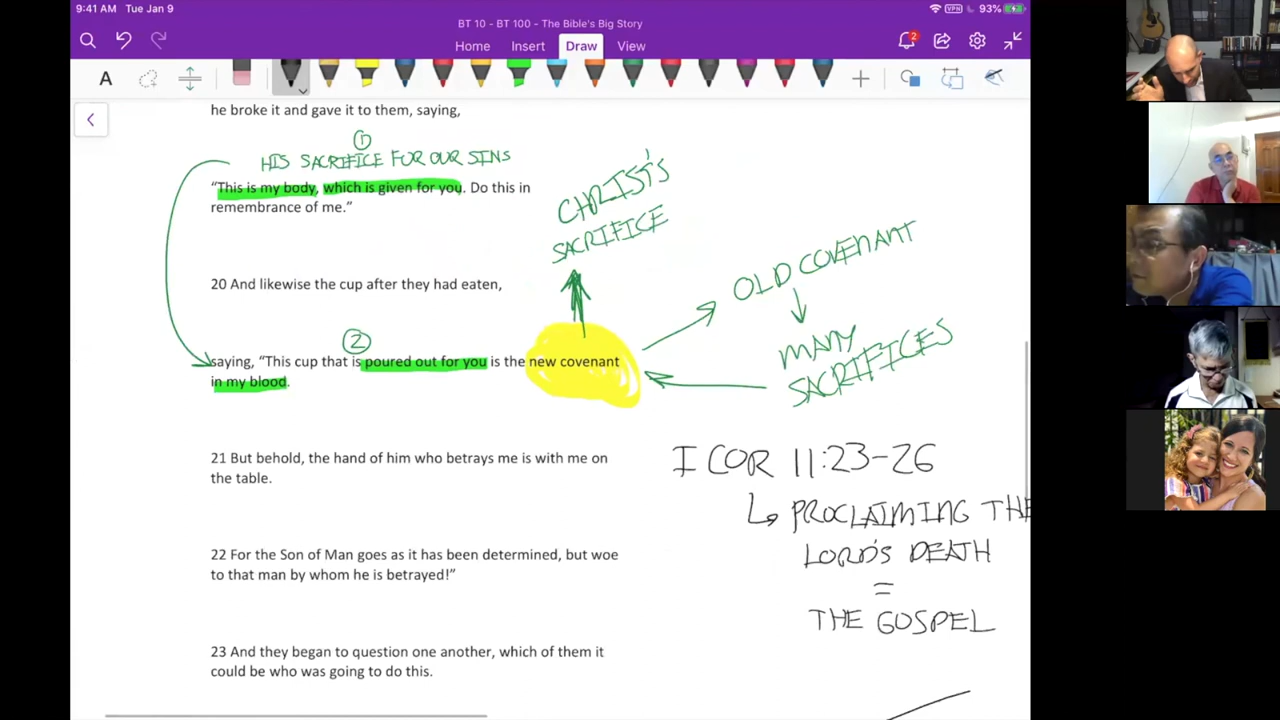 9:41 AM Tue Jan 9
VPN 93%
BT 10 - BT 100 - The Bible's Big Story
Home Insert Draw View
2
A
he broke it and gave it to them, saying,
1
HIS SACRIFICE FOR OUR SINS
“This is my body, which is given for you. Do this in
remembrance of me.”
CHRIST'S
SACRIFICE
20 And likewise the cup after they had eaten,
OLD COVENANT
MANY
SACRIFICES
2
saying, “This cup that is poured out for you is the new covenant
in my blood.
21 But behold, the hand of him who betrays me is with me on
the table.
I COR 11:23-26
PROCLAIMING THE
LORD'S DEATH
=
THE GOSPEL
22 For the Son of Man goes as it has been determined, but woe
to that man by whom he is betrayed!”
23 And they began to question one another, which of them it
could be who was going to do this.